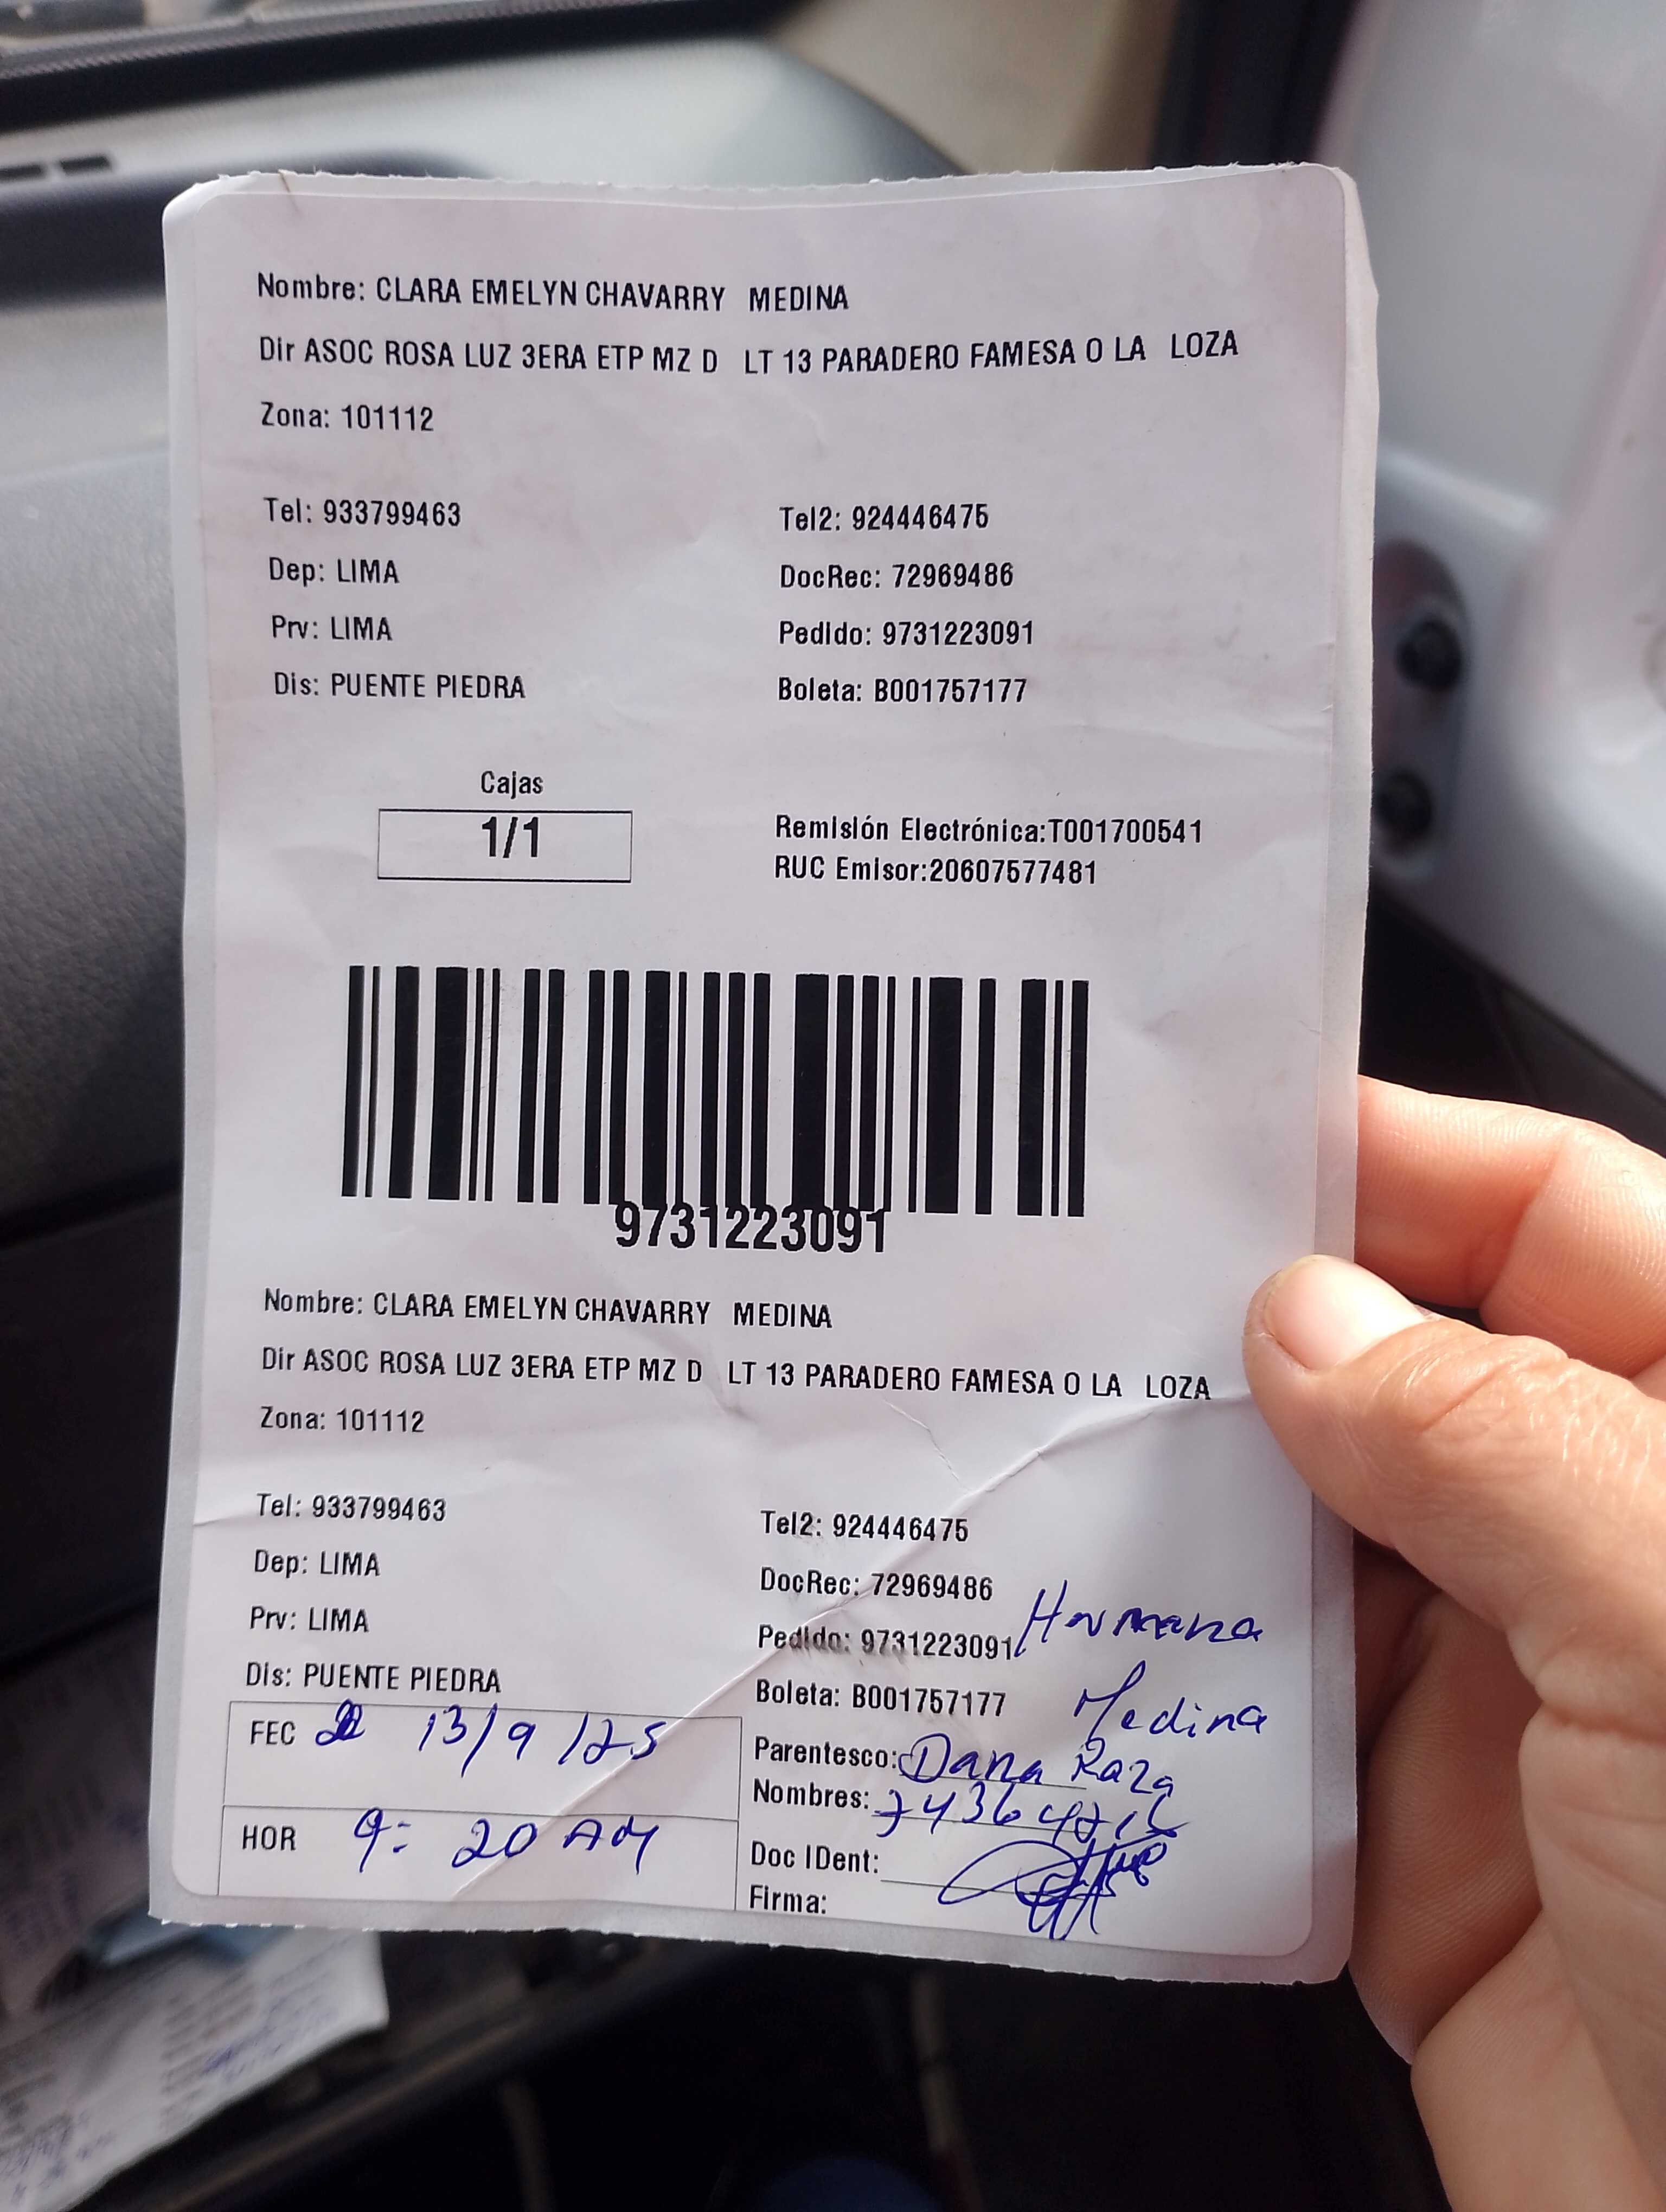 Nombre: CLARA EMELYN CHAVARRY MEDINA
Dir ASOC ROSA LUZ 3ERA ETP MZ D LT 13 PARADERO FAMESA O LA LOZA
Zona: 101112
Tel: 933799463 Tel2: 924446475
Dep: LIMA DocRec: 72969486
Prv: LIMA Pedido: 9731223091
Dis: PUENTE PIEDRA Boleta: B001757177
Cajas
1/1
Remisión Electrónica:T001700541
RUC Emisor:20607577481
9731223091
Nombre: CLARA EMELYN CHAVARRY MEDINA
Dir ASOC ROSA LUZ 3ERA ETP MZ D LT 13 PARADERO FAMESA O LA LOZA
Zona: 101112
Tel: 933799463 Tel2: 924446475
Dep: LIMA DocRec: 72969486
Prv: LIMA Pedido: 9731223091 Hermana
Dis: PUENTE PIEDRA Boleta: B001757177 Medina
FEC 13/9/25 Parentesco: Dana
Nombres:
HOR 9:20 AM Doc IDent:
Firma: